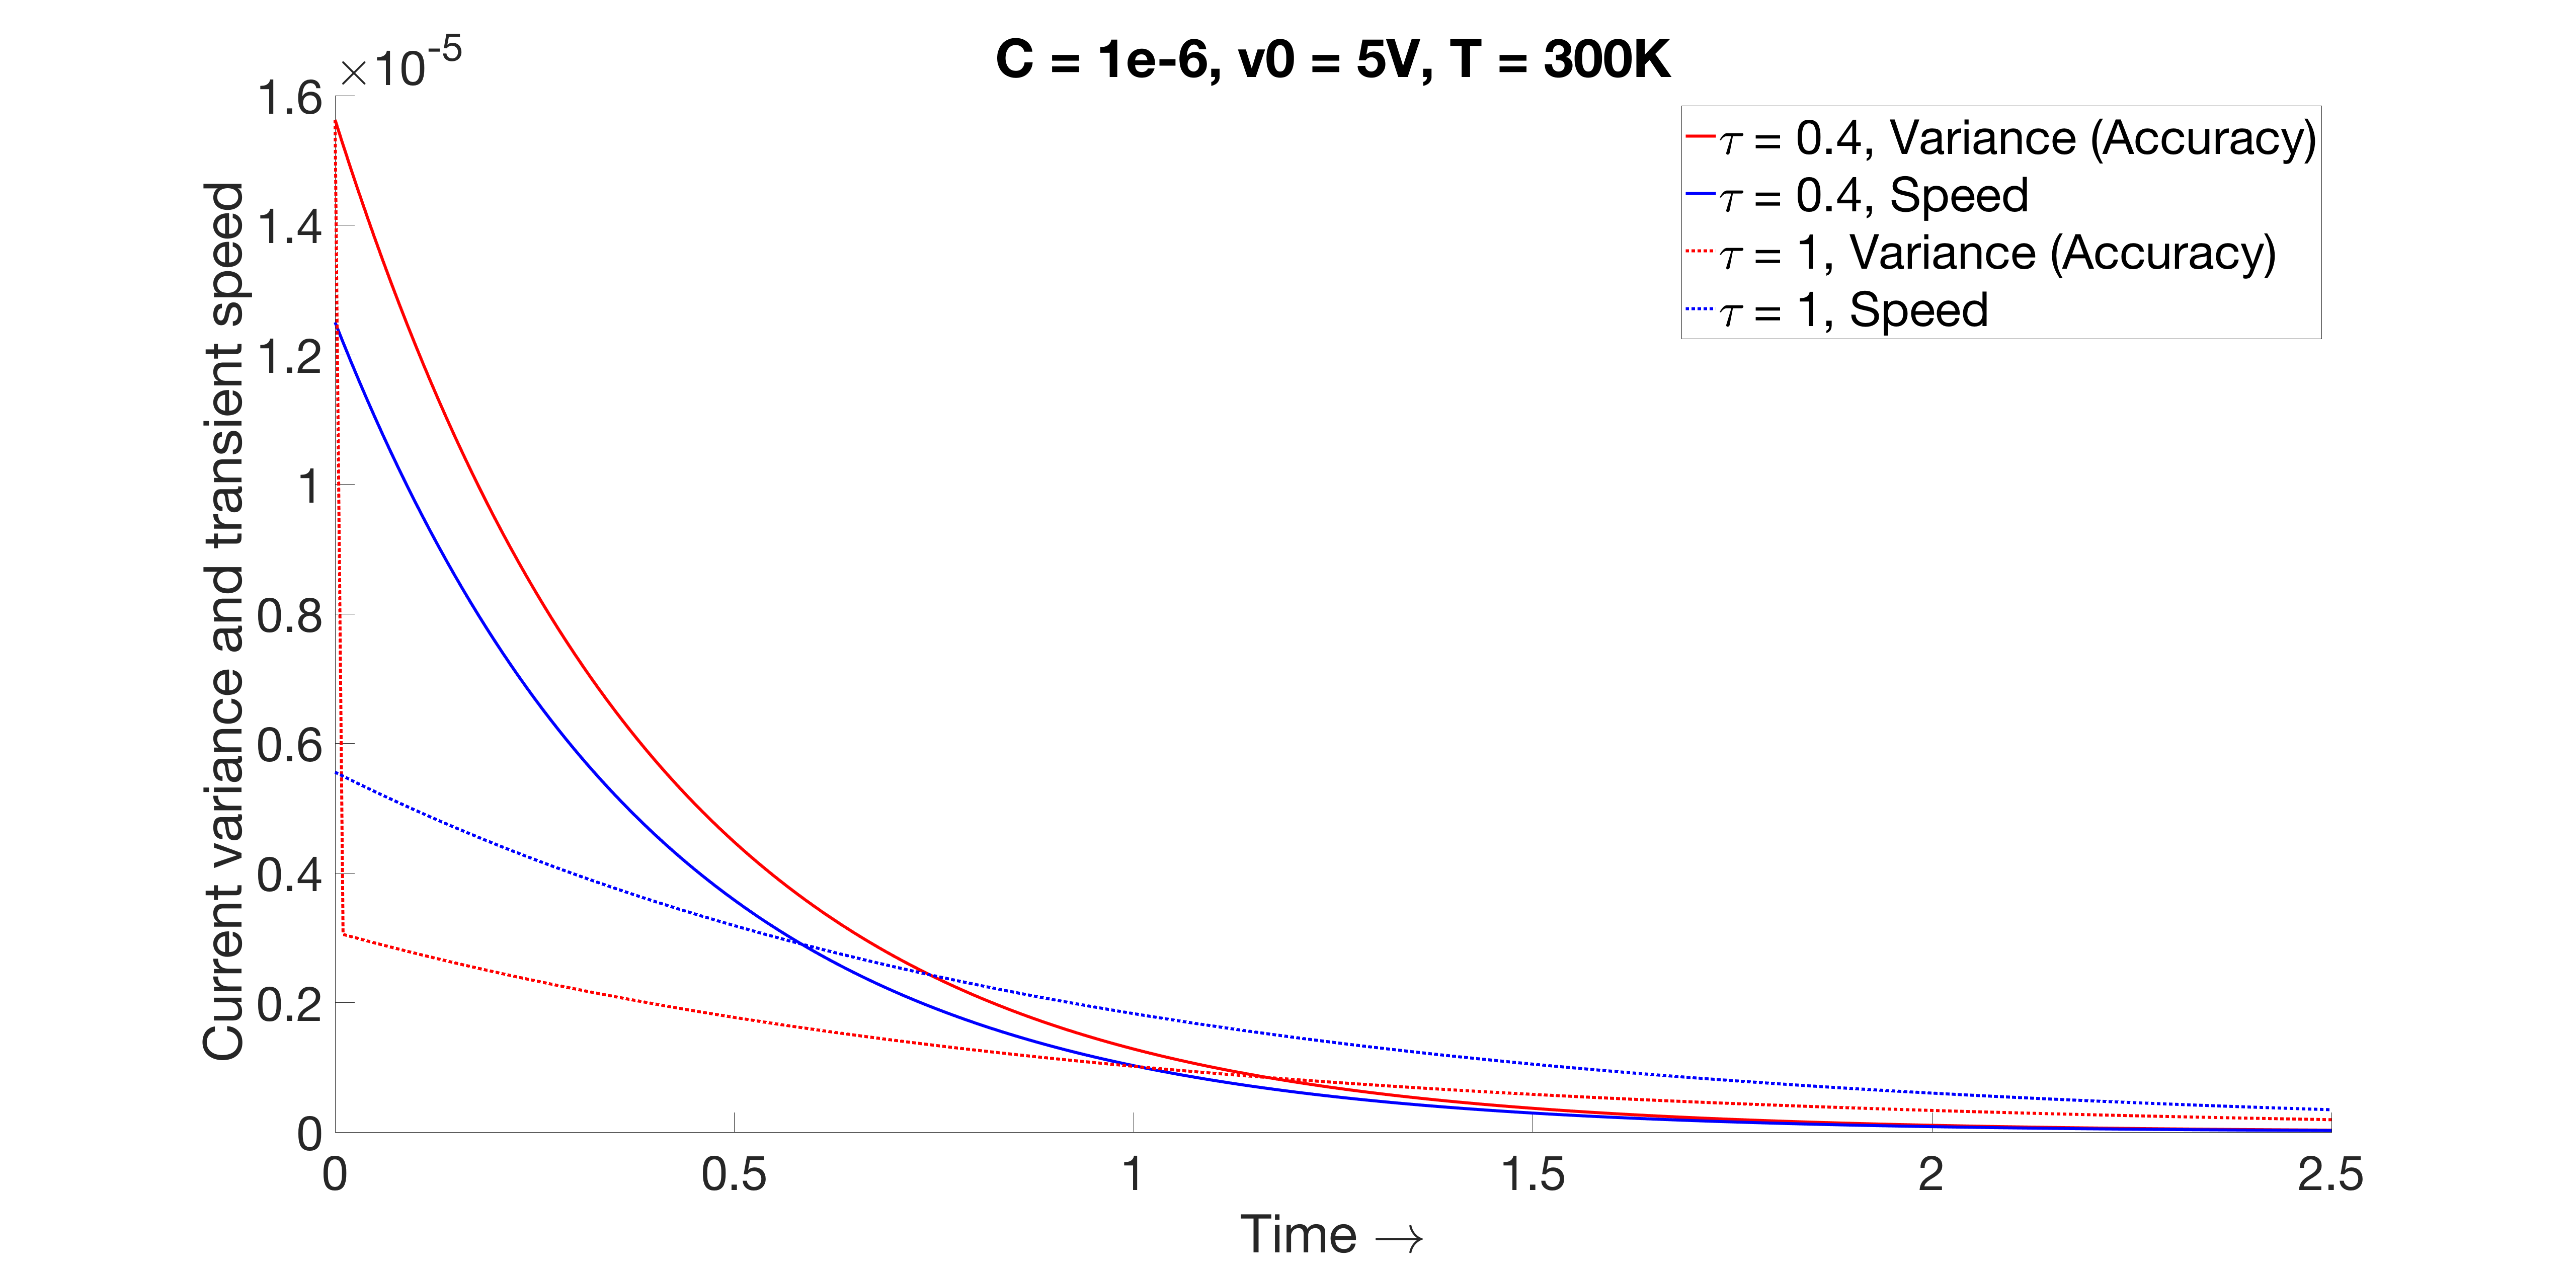 C = 1e-6, v0 = 5V, T = 300K
×10-5
1.6
1.4
1.2
1
0.8
0.6
0.4
0.2
0
Current variance and transient speed
τ = 0.4, Variance (Accuracy)
τ = 0.4, Speed
τ = 1, Variance (Accuracy)
τ = 1, Speed
0 0.5 1 1.5 2 2.5
Time →